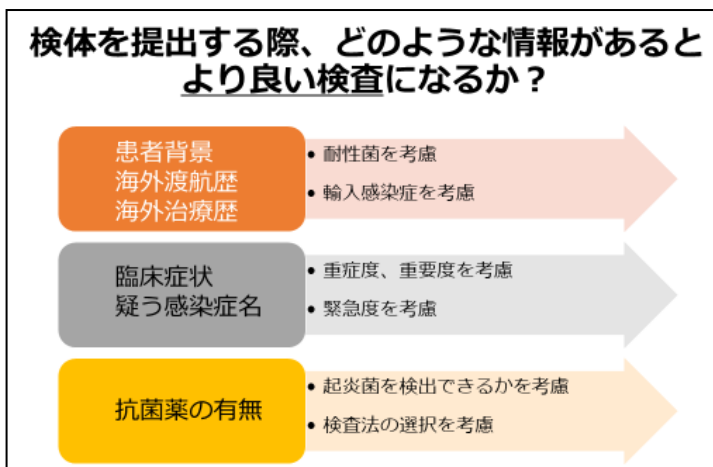 検体を提出する際、どのような情報があると
より良い検査になるか？
患者背景
海外渡航歴
海外治療歴
• 耐性菌を考慮
• 輸入感染症を考慮
臨床症状
疑う感染症名
• 重症度、重要度を考慮
• 緊急度を考慮
抗菌薬の有無
• 起炎菌を検出できるかを考慮
• 検査法の選択を考慮